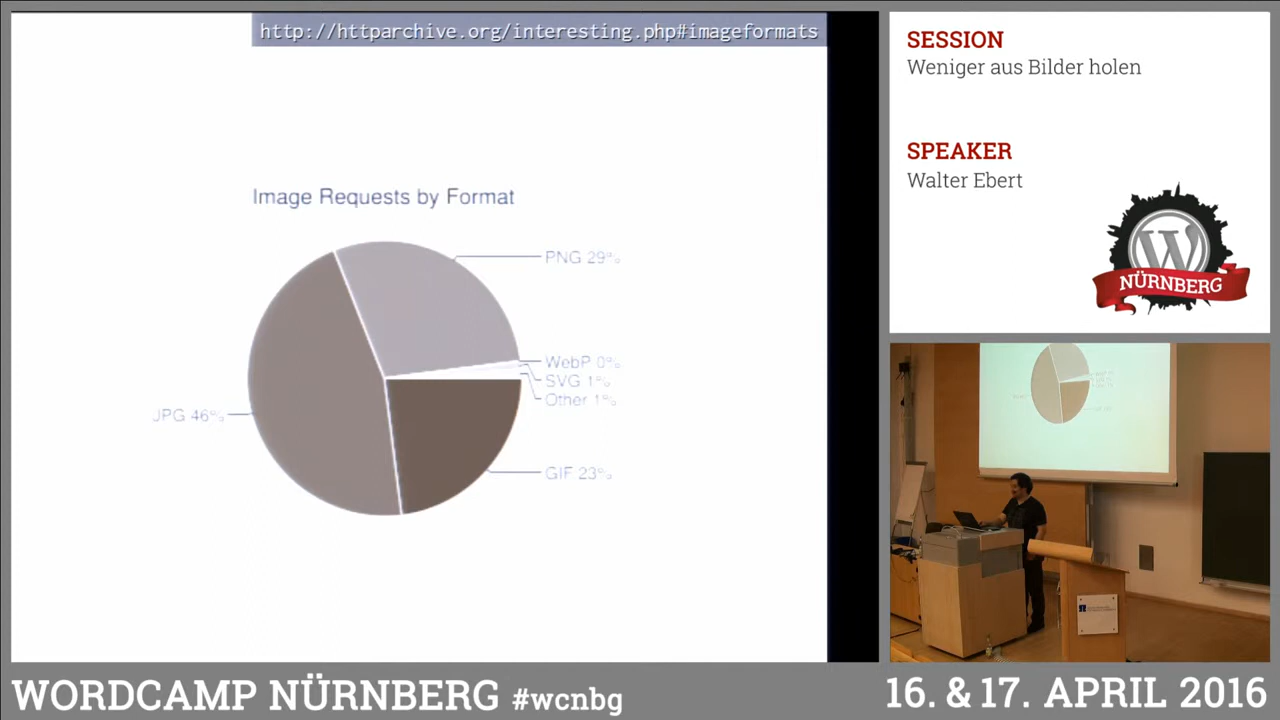 http://httparchive.org/interesting.php#imageformats
Image Requests by Format
PNG 29%
WebP 0%
SVG 1%
Other 1%
JPG 46%
GIF 23%
SESSION
Weniger aus Bilder holen
SPEAKER
Walter Ebert
NÜRNBERG
WORDCAMP NÜRNBERG #wcnbg
16. & 17. APRIL 2016